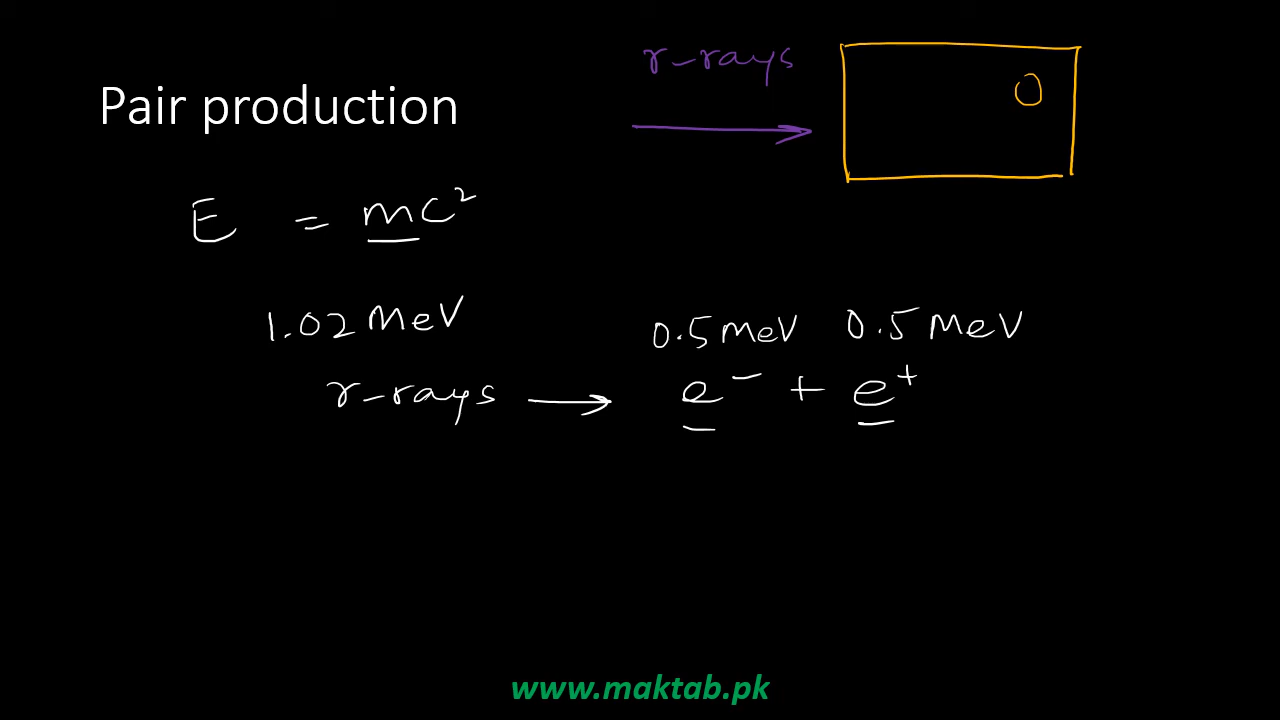 γ-rays
Pair production
E = mc²
1.02 MeV 0.5 MeV 0.5 MeV
γ-rays → e⁻ + e⁺
www.maktab.pk